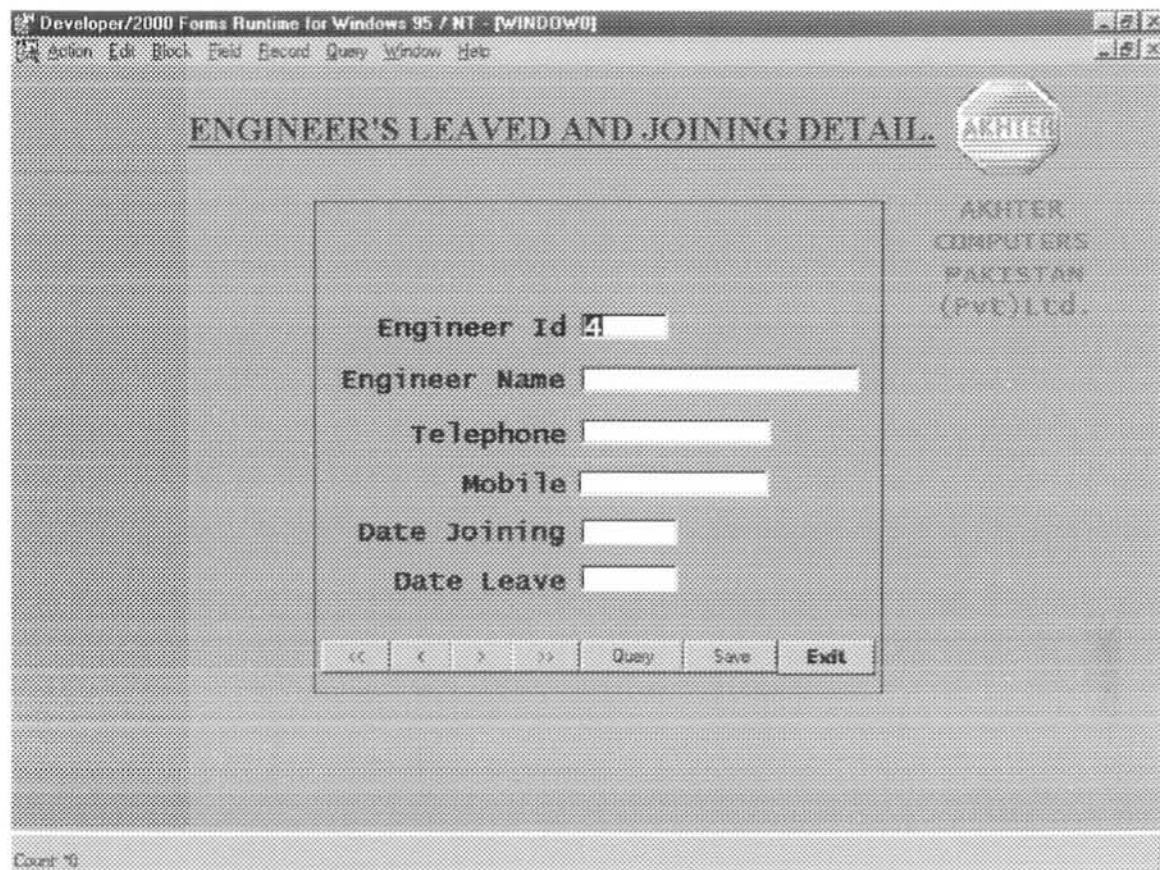 Developer/2000 Forms Runtime for Windows 95 / NT - [WINDOW0]
Action Edit Block Field Record Query Window Help
ENGINEER'S LEAVED AND JOINING DETAIL.
AKHTER
AKHTER
COMPUTERS
PAKISTAN
(Pvt)Ltd.
Engineer Id 4
Engineer Name
Telephone
Mobile
Date Joining
Date Leave
<< < > >> Query Save Exit
Count: *0